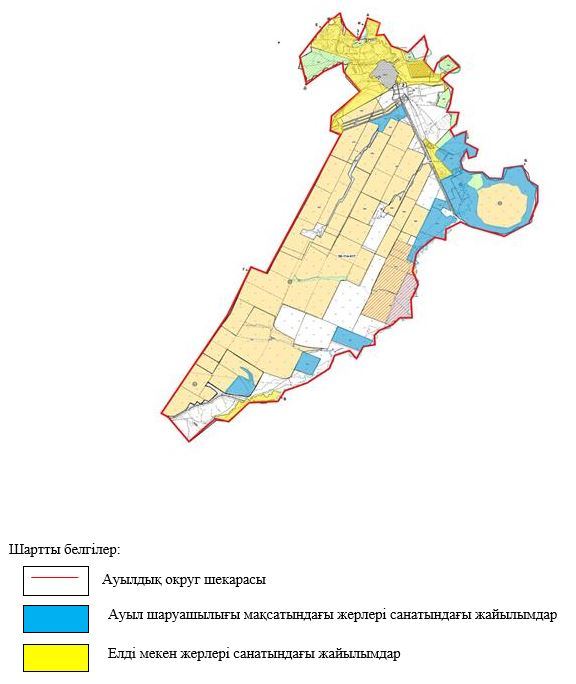 Шартты белгілер:
Ауылдық округ шекарасы
Ауыл шаруашылығы мақсатындағы жерлері санатындағы жайылымдар
Елді мекен жерлері санатындағы жайылымдар